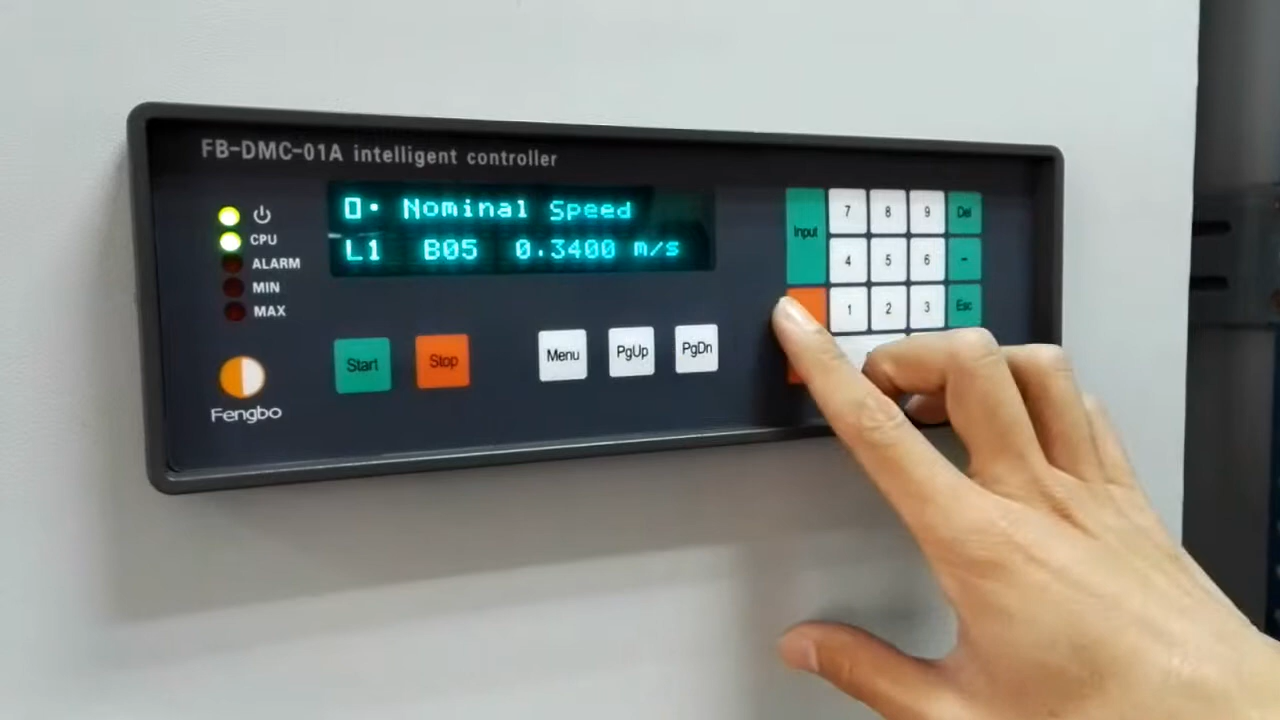 FB-DMC-01A intelligent controller
CPU
ALARM
MIN
MAX
Fengbo
0• Nominal Speed
L1 B05 0.3400 m/s
Start Stop Menu PgUp PgDn
Input 7 8 9 Del
4 5 6 -
1 2 3 Esc